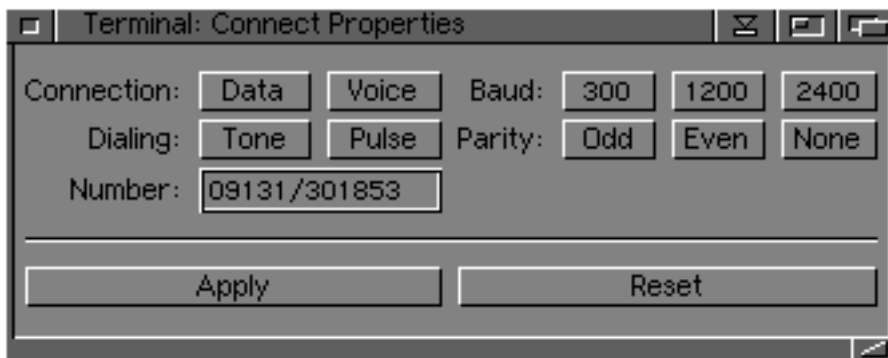 Terminal: Connect Properties
Connection: Data Voice Baud: 300 1200 2400
Dialing: Tone Pulse Parity: Odd Even None
Number: 09131/301853
Apply Reset